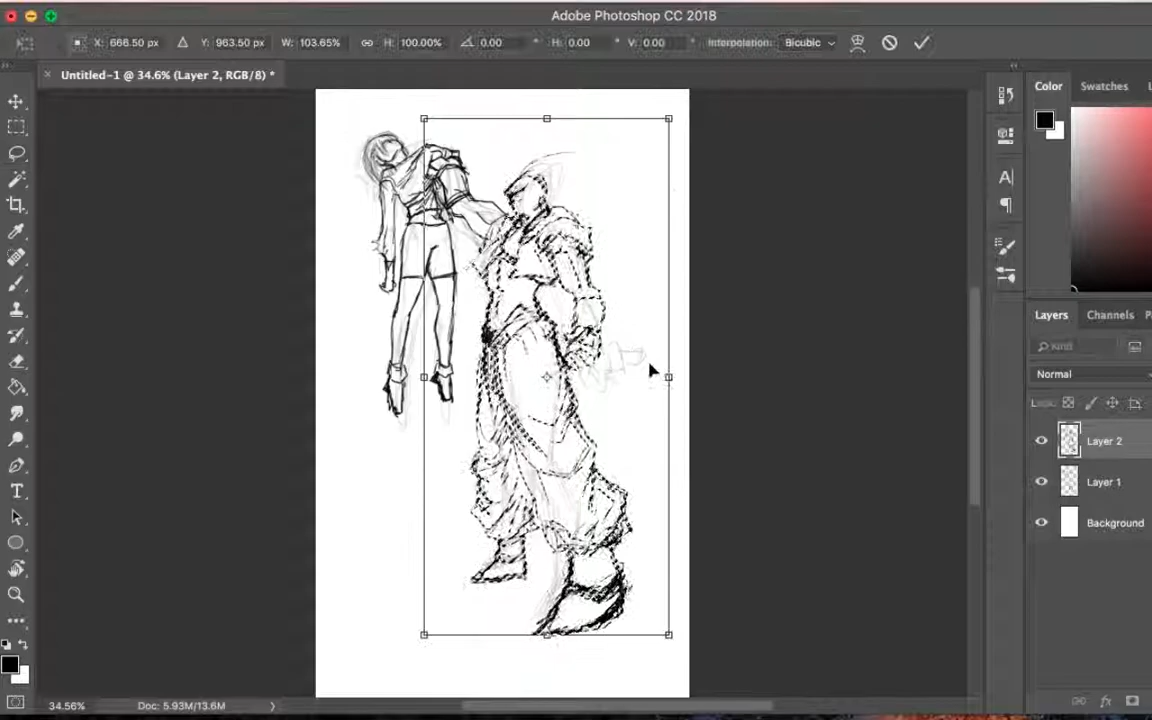 Adobe Photoshop CC 2018
X: 666.50 px Y: 963.50 px W: 103.65% H: 100.00% 0.00 ° H: 0.00 ° V: 0.00 ° Interpolation: Bicubic
× Untitled-1 @ 34.6% (Layer 2, RGB/8) *
Color Swatches
Layers Channels
Kind
Normal
Layer 2
Layer 1
Background
34.56% Doc: 5.93M/13.6M